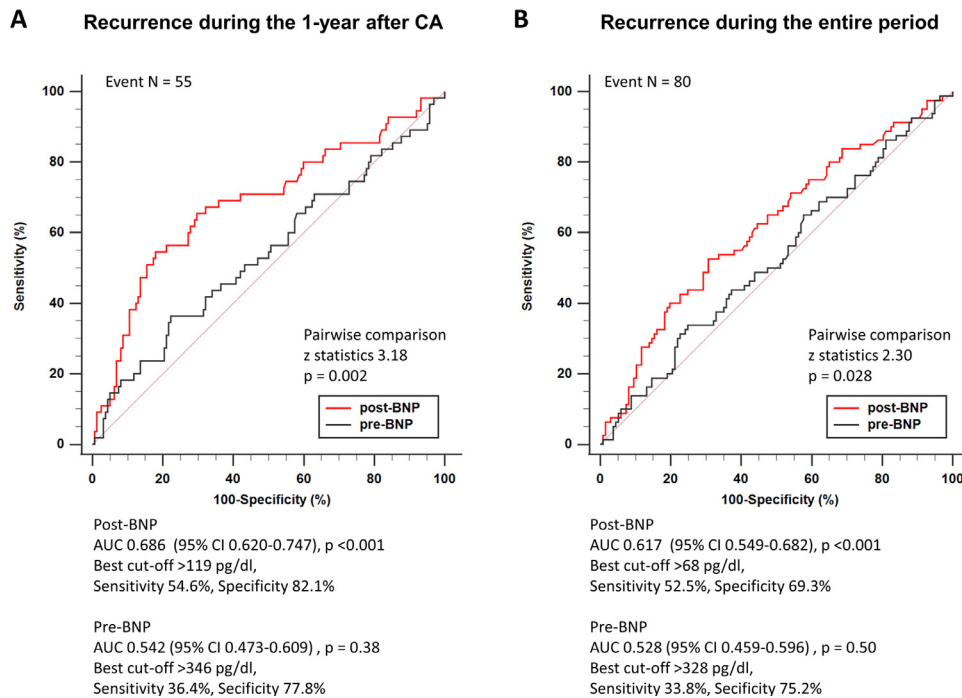 A
Recurrence during the 1-year after CA
Event N = 55
100
80
60
40
20
0
Sensitivity (%)
Pairwise comparison
z statistics 3.18
p = 0.002
post-BNP
pre-BNP
0
20
40
60
80
100
100-Specificity (%)
Post-BNP
AUC 0.686 (95% CI 0.620-0.747), p <0.001
Best cut-off >119 pg/dl,
Sensitivity 54.6%, Specificity 82.1%
Pre-BNP
AUC 0.542 (95% CI 0.473-0.609) , p = 0.38
Best cut-off >346 pg/dl,
Sensitivity 36.4%, Secificity 77.8%
B
Recurrence during the entire period
Event N = 80
100
80
60
40
20
0
Sensitivity (%)
Pairwise comparison
z statistics 2.30
p = 0.028
post-BNP
pre-BNP
0
20
40
60
80
100
100-Specificity (%)
Post-BNP
AUC 0.617 (95% CI 0.549-0.682), p <0.001
Best cut-off >68 pg/dl,
Sensitivity 52.5%, Specificity 69.3%
Pre-BNP
AUC 0.528 (95% CI 0.459-0.596) , p = 0.50
Best cut-off >328 pg/dl,
Sensitivity 33.8%, Secificity 75.2%